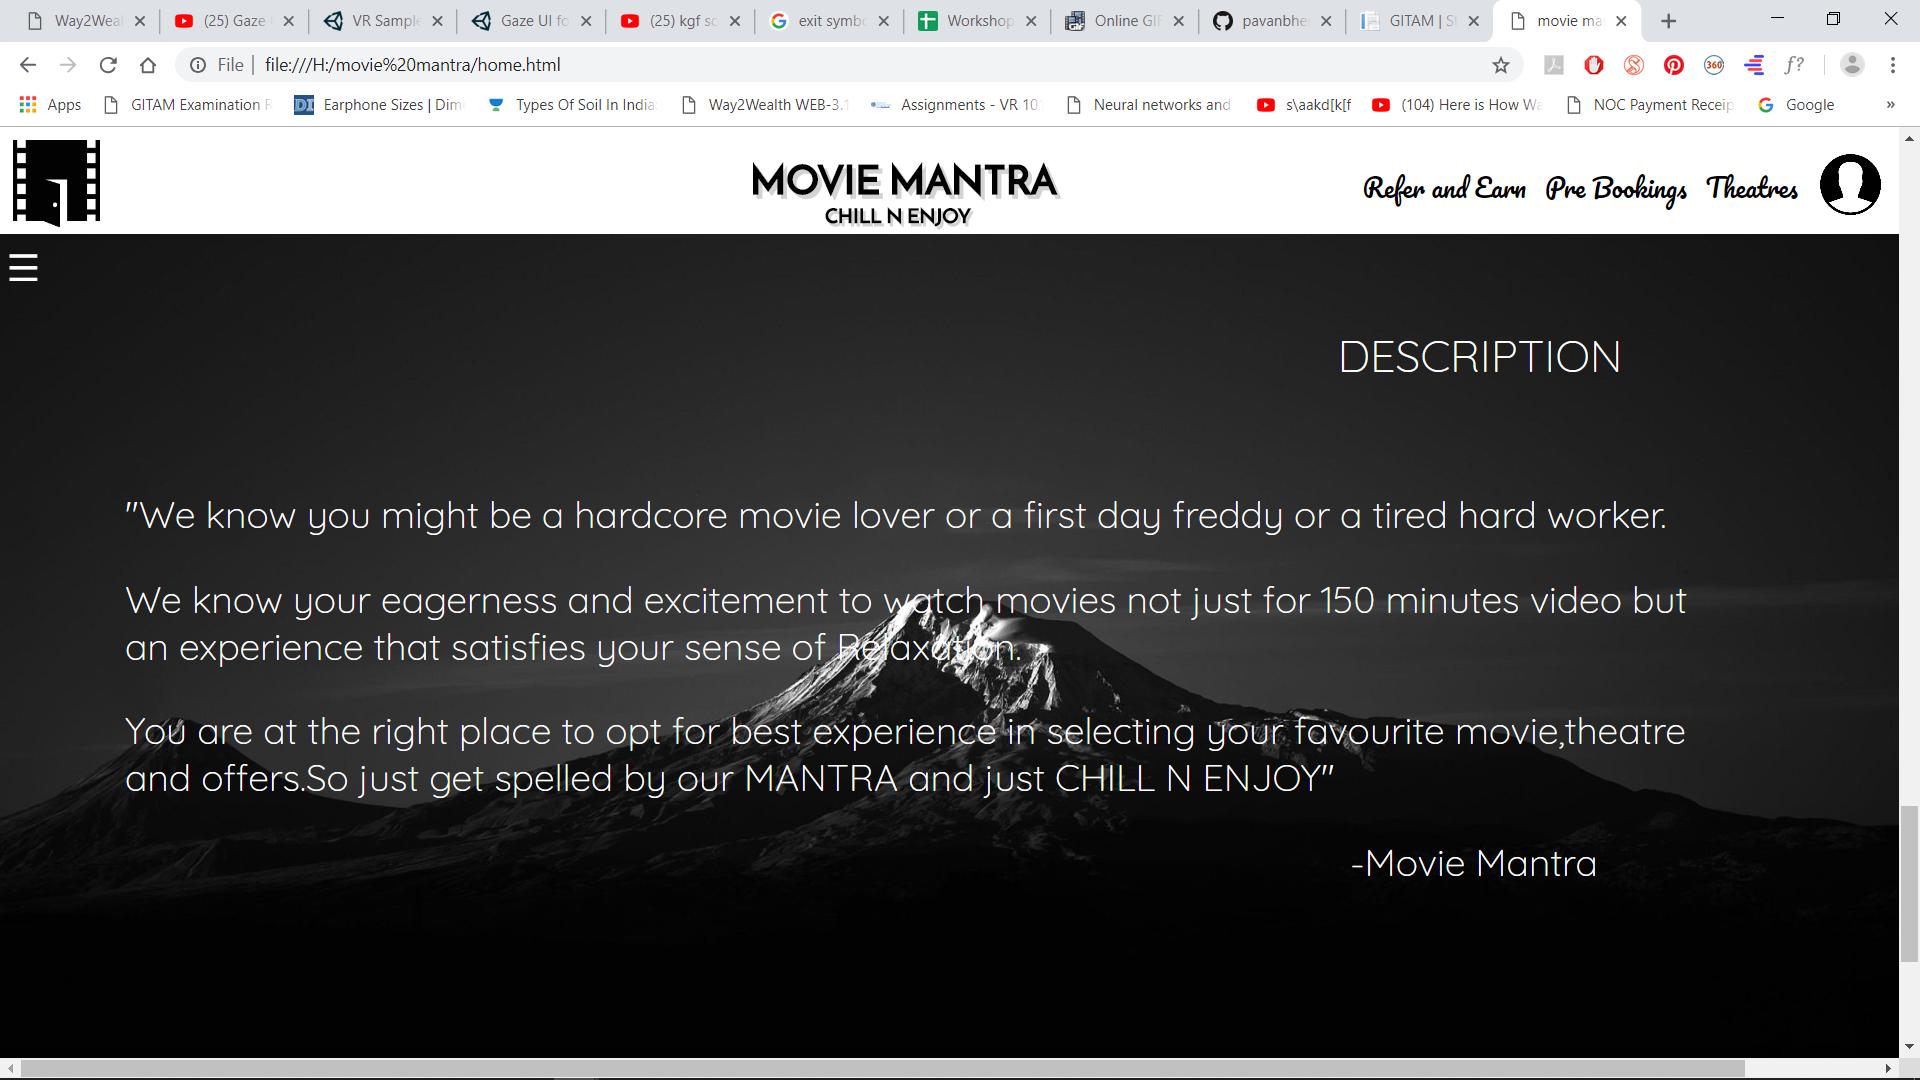 Way2Weal (25) Gaze VR Sample Gaze UI fo (25) kgf sc exit symbo Workshop Online GIF pavanbhe GITAM | St movie ma
File file:///H:/movie%20mantra/home.html
Apps GITAM Examination R Earphone Sizes | Dim Types Of Soil In India Way2Wealth WEB-3.1 Assignments - VR 10 Neural networks and s\aakd[k[f (104) Here is How Wa NOC Payment Receip Google »
MOVIE MANTRA
CHILL N ENJOY
Refer and Earn Pre Bookings Theatres
DESCRIPTION
"We know you might be a hardcore movie lover or a first day freddy or a tired hard worker.
We know your eagerness and excitement to watch movies not just for 150 minutes video but
an experience that satisfies your sense of Relaxation.
You are at the right place to opt for best experience in selecting your favourite movie,theatre
and offers.So just get spelled by our MANTRA and just CHILL N ENJOY"
-Movie Mantra